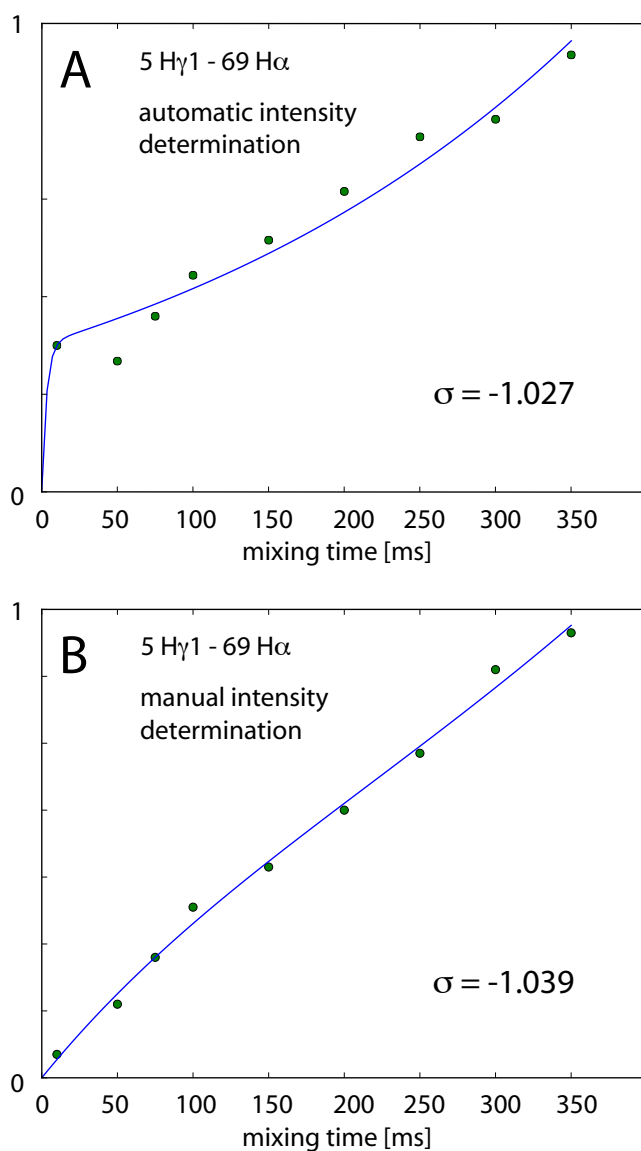 1
A
5 Hγ1 - 69 Hα
automatic intensity
determination
σ = -1.027
0
0 50 100 150 200 250 300 350
mixing time [ms]
1
B
5 Hγ1 - 69 Hα
manual intensity
determination
σ = -1.039
0
0 50 100 150 200 250 300 350
mixing time [ms]